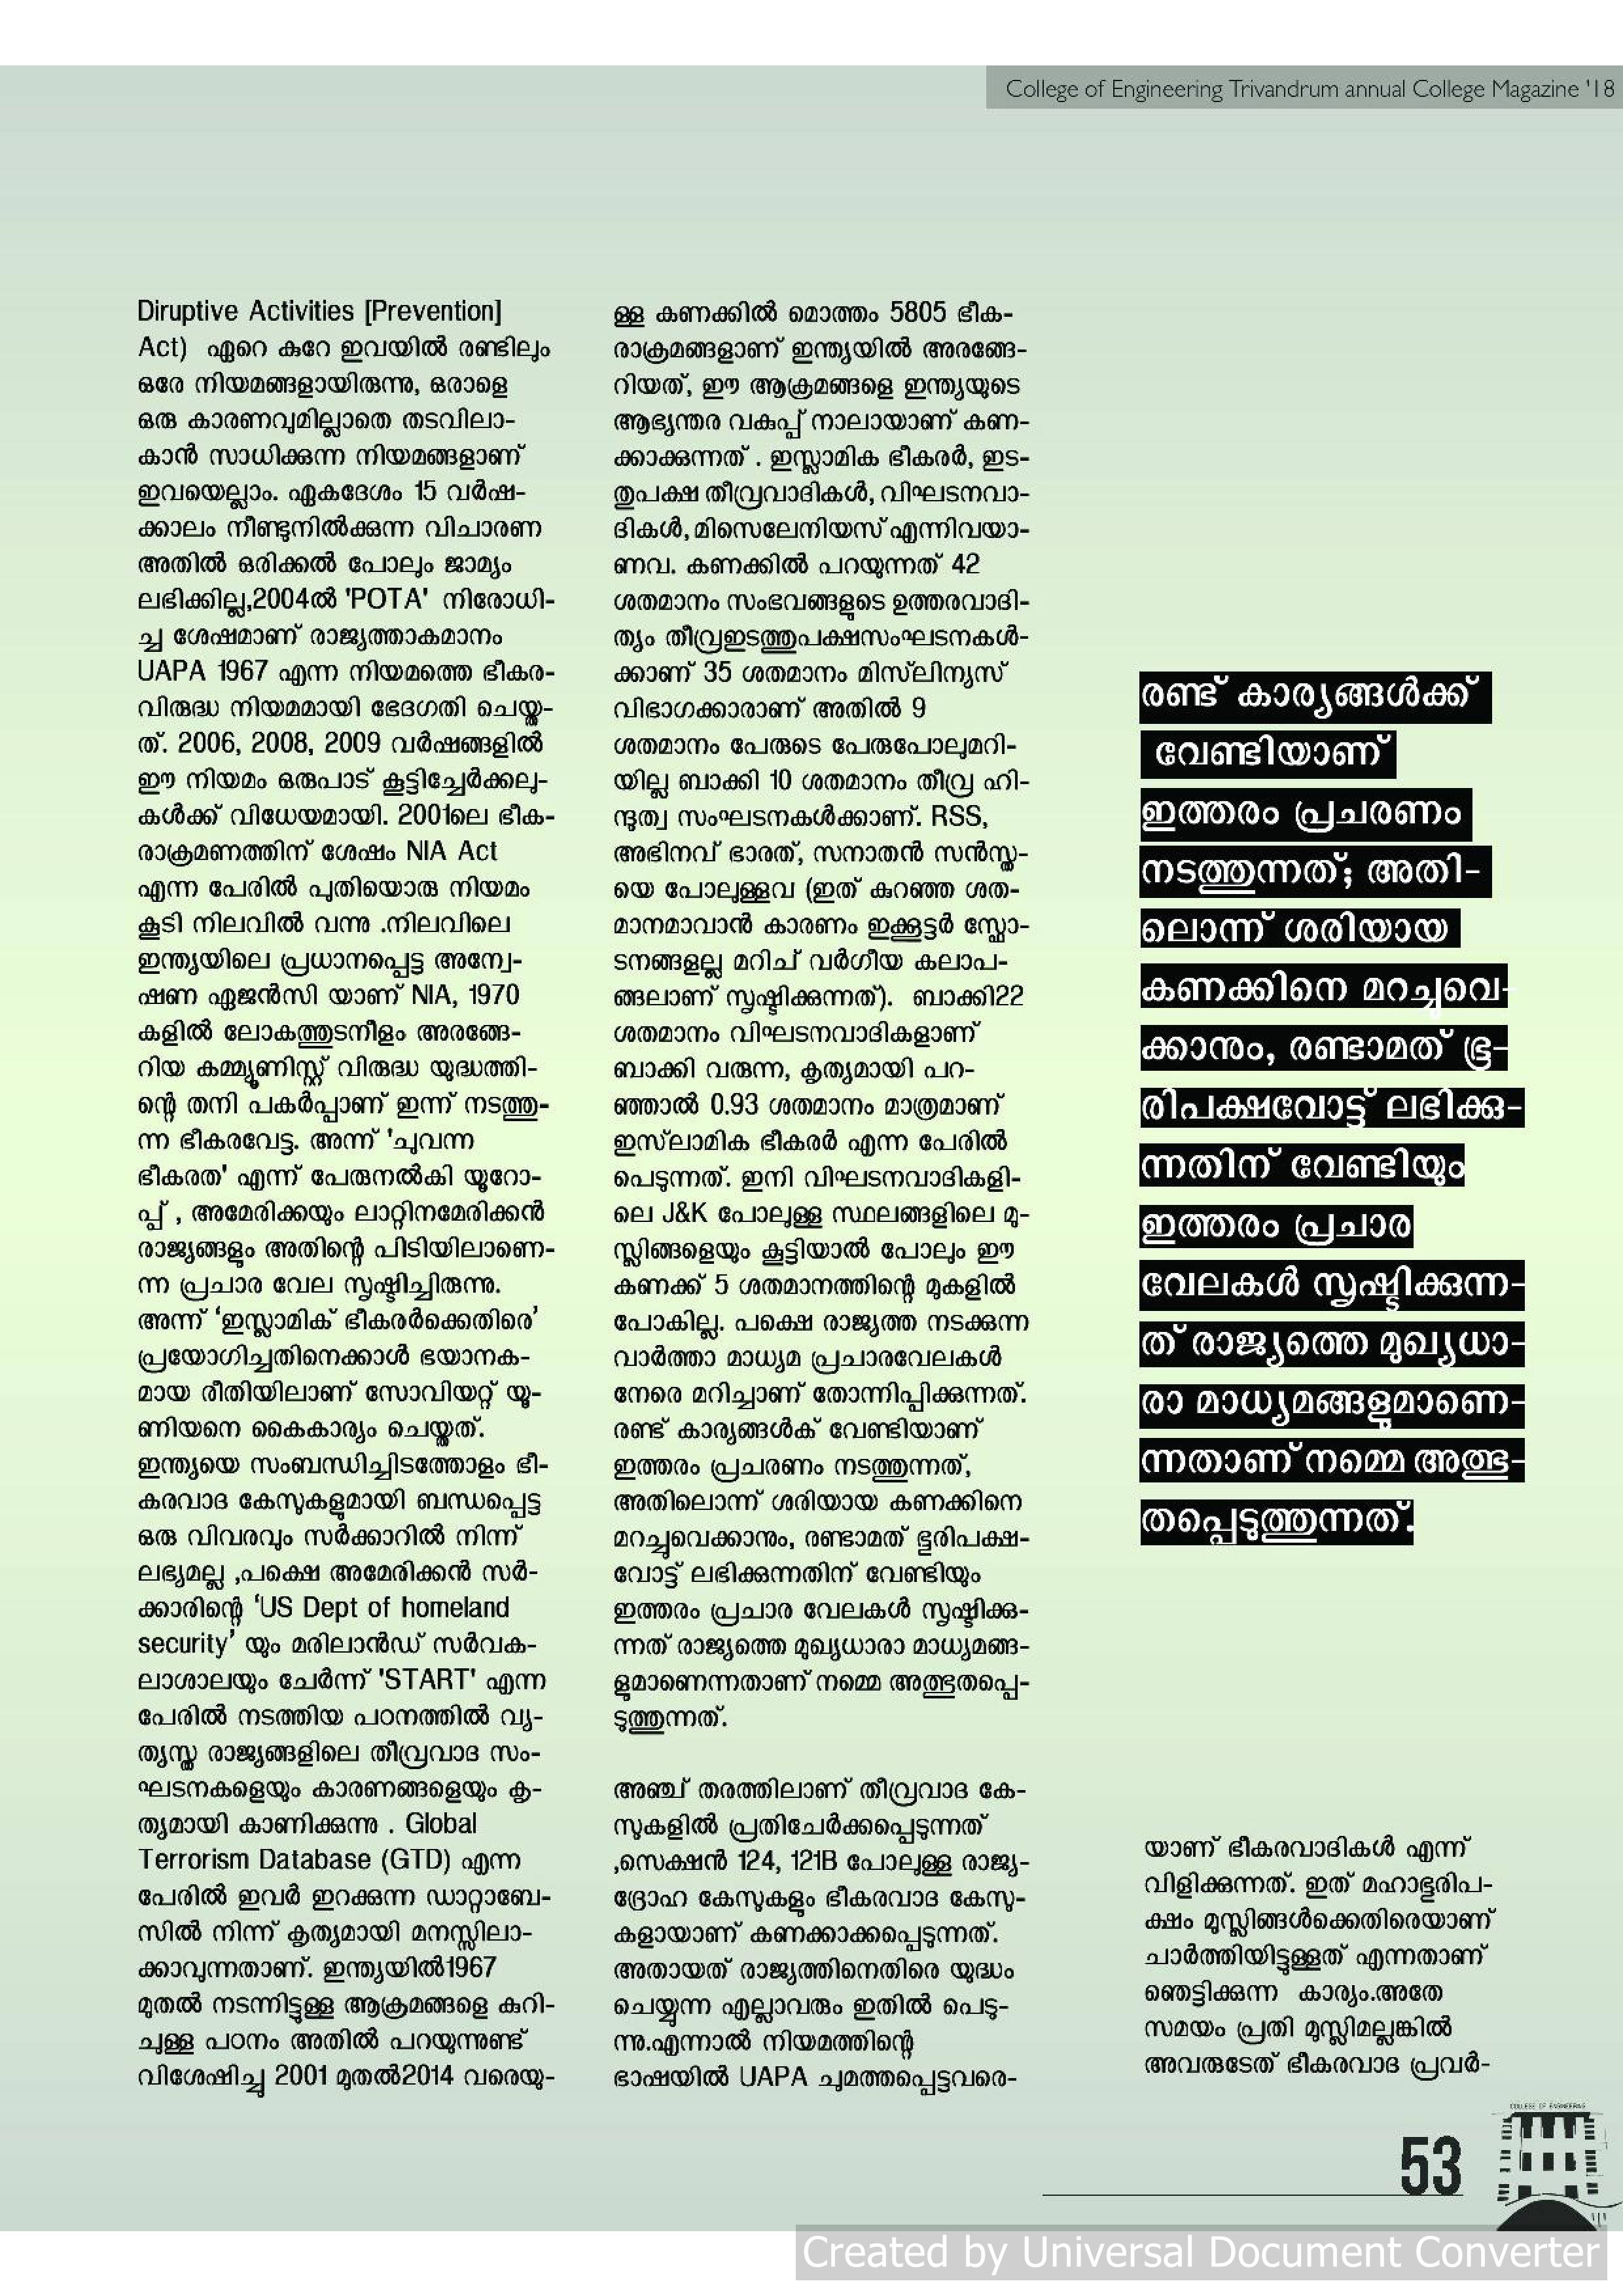 College of Engineering Trivandrum annual College Magazine '18
Diruptive Activities [Prevention]
Act) ഏറെ കുറേ ഇവയിൽ രണ്ടിലും
ഒരേ നിയമങ്ങളായിരുന്നു, ഒരാളെ
ഒരു കാരണവുമില്ലാതെ തടവിലാ-
കാൻ സാധിക്കുന്ന നിയമങ്ങളാണ്
ഇവയെല്ലാം. ഏകദേശം 15 വർഷ-
ക്കാലം നീണ്ടുനിൽക്കുന്ന വിചാരണ
അതിൽ ഒരിക്കൽ പോലും ജാമ്യം
ലഭിക്കില്ല,2004ൽ 'POTA' നിരോധി-
ച്ച ശേഷമാണ് രാജ്യത്താകമാനം
UAPA 1967 എന്ന നിയമത്തെ ഭീകര-
വിരുദ്ധ നിയമമായി ഭേദഗതി ചെയ്ത-
ത്. 2006, 2008, 2009 വർഷങ്ങളിൽ
ഈ നിയമം ഒരുപാട് കൂട്ടിച്ചേർക്കലു-
കൾക്ക് വിധേയമായി. 2001ലെ ഭീക-
രാക്രമണത്തിന് ശേഷം NIA Act
എന്ന പേരിൽ പുതിയൊരു നിയമം
കൂടി നിലവിൽ വന്നു .നിലവിലെ
ഇന്ത്യയിലെ പ്രധാനപ്പെട്ട അന്വേ-
ഷണ ഏജൻസി യാണ് NIA, 1970
കളിൽ ലോകത്തുടനീളം അരങ്ങേ-
റിയ കമ്മ്യൂണിസ്റ്റ് വിരുദ്ധ യുദ്ധത്തി-
ന്റെ തനി പകർപ്പാണ് ഇന്ന് നടത്തു-
ന്ന ഭീകരവേട്ട. അന്ന് 'ചുവന്ന
ഭീകരത' എന്ന് പേരുനൽകി യൂറോ-
പ്പ് , അമേരിക്കയും ലാറ്റിനമേരിക്കൻ
രാജ്യങ്ങളും അതിന്റെ പിടിയിലാണെ-
ന്ന പ്രചാര വേല സൃഷ്ടിച്ചിരുന്നു.
അന്ന് ‘ഇസ്ലാമിക് ഭീകരർക്കെതിരെ’
പ്രയോഗിച്ചതിനെക്കാൾ ഭയാനക-
മായ രീതിയിലാണ് സോവിയറ്റ് യൂ-
ണിയനെ കൈകാര്യം ചെയ്തത്.
ഇന്ത്യയെ സംബന്ധിച്ചിടത്തോളം ഭീ-
കരവാദ കേസുകളുമായി ബന്ധപ്പെട്ട
ഒരു വിവരവും സർക്കാറിൽ നിന്ന്
ലഭ്യമല്ല ,പക്ഷെ അമേരിക്കൻ സർ-
ക്കാരിന്റെ ‘US Dept of homeland
security’ യും മരിലാൻഡ് സർവക-
ലാശാലയും ചേർന്ന് 'START' എന്ന
പേരിൽ നടത്തിയ പഠനത്തിൽ വ്യ-
ത്യസ്ത രാജ്യങ്ങളിലെ തീവ്രവാദ സം-
ഘടനകളെയും കാരണങ്ങളെയും കൃ-
ത്യമായി കാണിക്കുന്നു . Global
Terrorism Database (GTD) എന്ന
പേരിൽ ഇവർ ഇറക്കുന്ന ഡാറ്റാബേ-
സിൽ നിന്ന് കൃത്യമായി മനസ്സിലാ-
ക്കാവുന്നതാണ്. ഇന്ത്യയിൽ1967
മുതൽ നടന്നിട്ടുള്ള ആക്രമങ്ങളെ കുറി-
ചുള്ള പഠനം അതിൽ പറയുന്നുണ്ട്
വിശേഷിച്ചു 2001 മുതൽ2014 വരെയു-
ള്ള കണക്കിൽ മൊത്തം 5805 ഭീക-
രാക്രമങ്ങളാണ് ഇന്ത്യയിൽ അരങ്ങേ-
റിയത്, ഈ ആക്രമങ്ങളെ ഇന്ത്യയുടെ
ആഭ്യന്തര വകുപ്പ് നാലായാണ് കണ-
ക്കാക്കുന്നത് . ഇസ്ലാമിക ഭീകരർ, ഇട-
തുപക്ഷ തീവ്രവാദികൾ, വിഘടനവാ-
ദികൾ, മിസെലേനിയസ് എന്നിവയാ-
ണവ. കണക്കിൽ പറയുന്നത് 42
ശതമാനം സംഭവങ്ങളുടെ ഉത്തരവാദി-
ത്യം തീവ്രഇടത്തുപക്ഷസംഘടനകൾ-
ക്കാണ് 35 ശതമാനം മിസ്‌ലിന്യസ്
വിഭാഗക്കാരാണ് അതിൽ 9
ശതമാനം പേരുടെ പേരുപോലുമറി-
യില്ല ബാക്കി 10 ശതമാനം തീവ്ര ഹി-
ന്ദുത്വ സംഘടനകൾക്കാണ്. RSS,
അഭിനവ് ഭാരത്, സനാതൻ സൻസ്ത-
യെ പോലുള്ളവ (ഇത് കുറഞ്ഞ ശത-
മാനമാവാൻ കാരണം ഇക്കൂട്ടർ സ്ഫോ-
ടനങ്ങളല്ല മറിച് വർഗീയ കലാപ-
ങ്ങലാണ് സൃഷ്ടിക്കുന്നത്). ബാക്കി22
ശതമാനം വിഘടനവാദികളാണ്
ബാക്കി വരുന്ന, കൃത്യമായി പറ-
ഞ്ഞാൽ 0.93 ശതമാനം മാത്രമാണ്
ഇസ്‌ലാമിക ഭീകരർ എന്ന പേരിൽ
പെടുന്നത്. ഇനി വിഘടനവാദികളി-
ലെ J&K പോലുള്ള സ്ഥലങ്ങളിലെ മു-
സ്ലിങ്ങളെയും കൂട്ടിയാൽ പോലും ഈ
കണക്ക് 5 ശതമാനത്തിന്റെ മുകളിൽ
പോകില്ല. പക്ഷെ രാജ്യത്ത നടക്കുന്ന
വാർത്താ മാധ്യമ പ്രചാരവേലകൾ
നേരെ മറിച്ചാണ് തോന്നിപ്പിക്കുന്നത്.
രണ്ട് കാര്യങ്ങൾക് വേണ്ടിയാണ്
ഇത്തരം പ്രചരണം നടത്തുന്നത്,
അതിലൊന്ന് ശരിയായ കണക്കിനെ
മറച്ചുവെക്കാനും, രണ്ടാമത് ഭൂരിപക്ഷ-
വോട്ട് ലഭിക്കുന്നതിന് വേണ്ടിയും
ഇത്തരം പ്രചാര വേലകൾ സൃഷ്ടിക്കു-
ന്നത് രാജ്യത്തെ മുഖ്യധാരാ മാധ്യമങ്ങ-
ളുമാണെന്നതാണ് നമ്മെ അത്ഭുതപ്പെ-
ടുത്തുന്നത്.
അഞ്ച് തരത്തിലാണ് തീവ്രവാദ കേ-
സുകളിൽ പ്രതിചേർക്കപ്പെടുന്നത്
,സെക്ഷൻ 124, 121B പോലുള്ള രാജ്യ-
ദ്രോഹ കേസുകളും ഭീകരവാദ കേസു-
കളായാണ് കണക്കാക്കപ്പെടുന്നത്.
അതായത് രാജ്യത്തിനെതിരെ യുദ്ധം
ചെയ്യുന്ന എല്ലാവരും ഇതിൽ പെടു-
ന്നു.എന്നാൽ നിയമത്തിന്റെ
ഭാഷയിൽ UAPA ചുമത്തപ്പെട്ടവരെ-
രണ്ട് കാര്യങ്ങൾക്ക്
വേണ്ടിയാണ്
ഇത്തരം പ്രചരണം
നടത്തുന്നത്; അതി-
ലൊന്ന് ശരിയായ
കണക്കിനെ മറച്ചുവെ-
ക്കാനും, രണ്ടാമത് ഭൂ-
രിപക്ഷവോട്ട് ലഭിക്കു-
ന്നതിന് വേണ്ടിയും
ഇത്തരം പ്രചാര
വേലകൾ സൃഷ്ടിക്കുന്ന-
ത് രാജ്യത്തെ മുഖ്യധാ-
രാ മാധ്യമങ്ങളുമാണെ-
ന്നതാണ് നമ്മെ അത്ഭു-
തപ്പെടുത്തുന്നത്.
യാണ് ഭീകരവാദികൾ എന്ന്
വിളിക്കുന്നത്. ഇത് മഹാഭൂരിപ-
ക്ഷം മുസ്ലിങ്ങൾക്കെതിരെയാണ്
ചാർത്തിയിട്ടുള്ളത് എന്നതാണ്
ഞെട്ടിക്കുന്ന കാര്യം.അതേ
സമയം പ്രതി മുസ്ലിമല്ലങ്കിൽ
അവരുടേത് ഭീകരവാദ പ്രവർ-
COLLEGE OF ENGINEERING
53
Created by Universal Document Converter